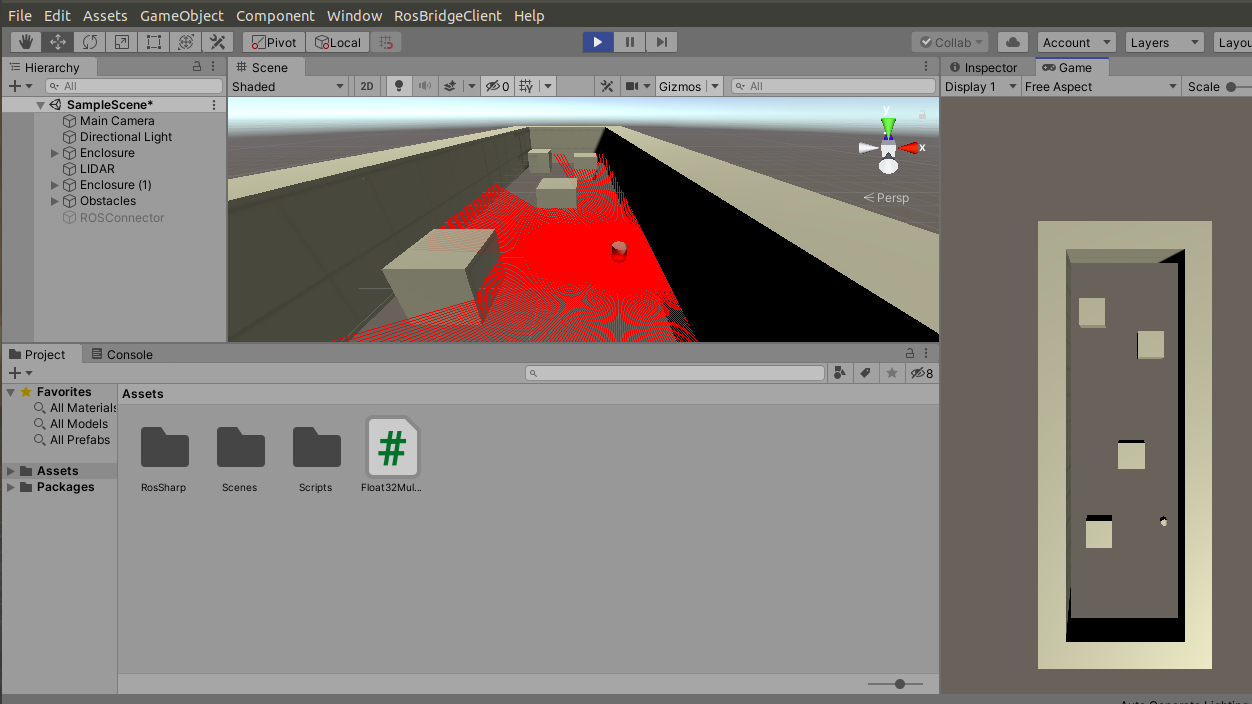 File Edit Assets GameObject Component Window RosBridgeClient Help
Pivot Local Collab Account Layers Layou
Hierarchy
All
SampleScene*
Main Camera
Directional Light
Enclosure
LIDAR
Enclosure (1)
Obstacles
ROSConnector
Scene
Shaded 2D 0 Gizmos All
y
x
Persp
Inspector Game
Display 1 Free Aspect Scale
Project Console
8
Favorites
All Materials
All Models
All Prefabs
Assets
Packages
Assets
RosSharp Scenes Scripts Float32Mul...
Auto Generate Lighting